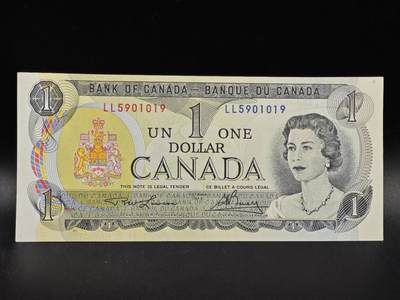 BANK OF CANADA – BANQUE DU CANADA
1 LL5901019 1 LL5901019 1
UN ONE
DOLLAR
CANADA
THIS NOTE IS LEGAL TENDER CE BILLET A COURS LEGAL
1 1